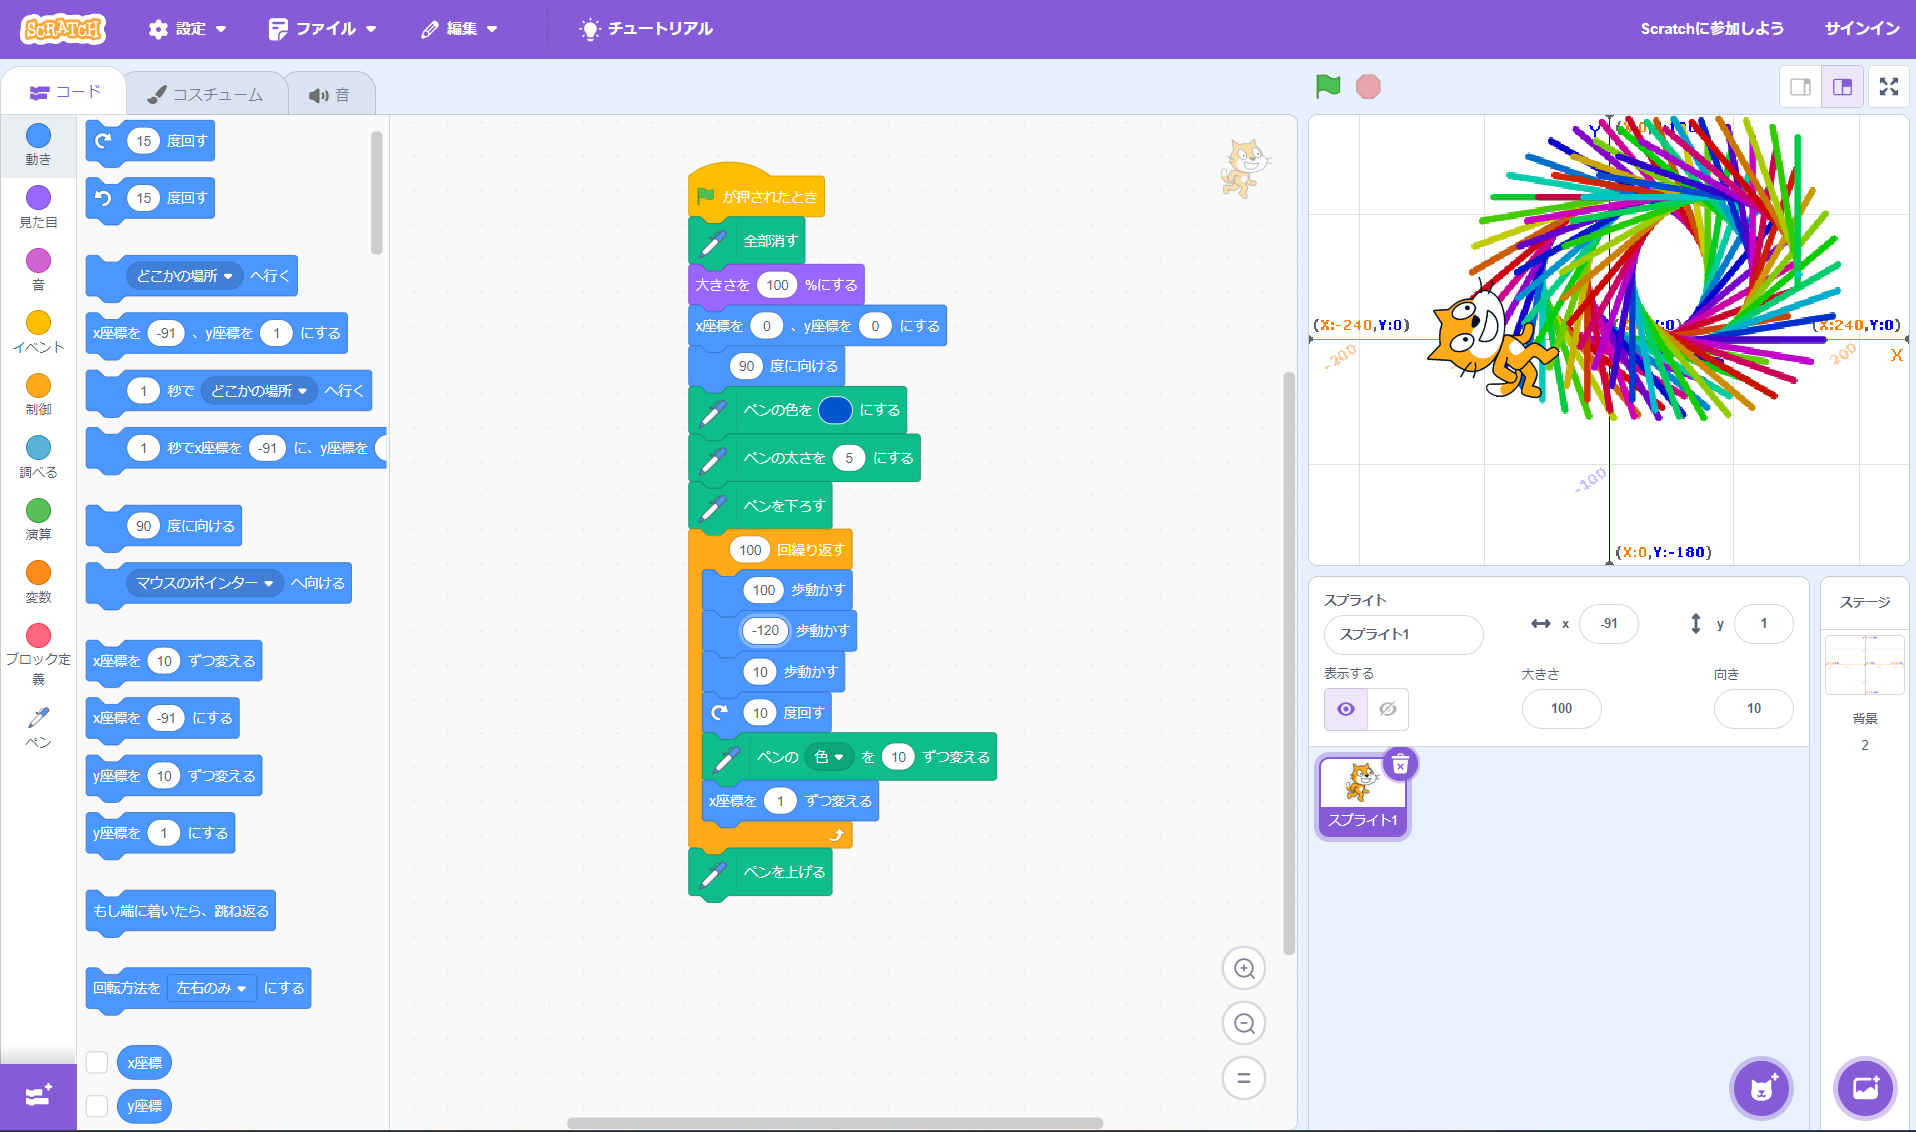 SCRATCH
設定
ファイル
編集
チュートリアル
Scratchに参加しよう
サインイン
コード
コスチューム
音
動き
見た目
音
イベント
制御
調べる
演算
変数
ブロック定
義
ペン
15 度回す
15 度回す
どこかの場所 へ行く
x座標を -91 、y座標を 1 にする
1 秒で どこかの場所 へ行く
1 秒でx座標を -91 に、y座標を
90 度に向ける
マウスのポインター へ向ける
x座標を 10 ずつ変える
x座標を -91 にする
y座標を 10 ずつ変える
y座標を 1 にする
もし端に着いたら、跳ね返る
回転方法を 左右のみ にする
x座標
y座標
が押されたとき
全部消す
大きさを 100 %にする
x座標を 0 、y座標を 0 にする
90 度に向ける
ペンの色を にする
ペンの太さを 5 にする
ペンを下ろす
100 回繰り返す
100 歩動かす
-120 歩動かす
10 歩動かす
10 度回す
ペンの 色 を 10 ずつ変える
x座標を 1 ずつ変える
ペンを上げる
Y
(X:-240,Y:0)
(X:240,Y:0)
-200
200
X
-100
(X:0,Y:-180)
スプライト
スプライト1
x -91
y 1
表示する
大きさ
100
向き
10
スプライト1
ステージ
背景
2